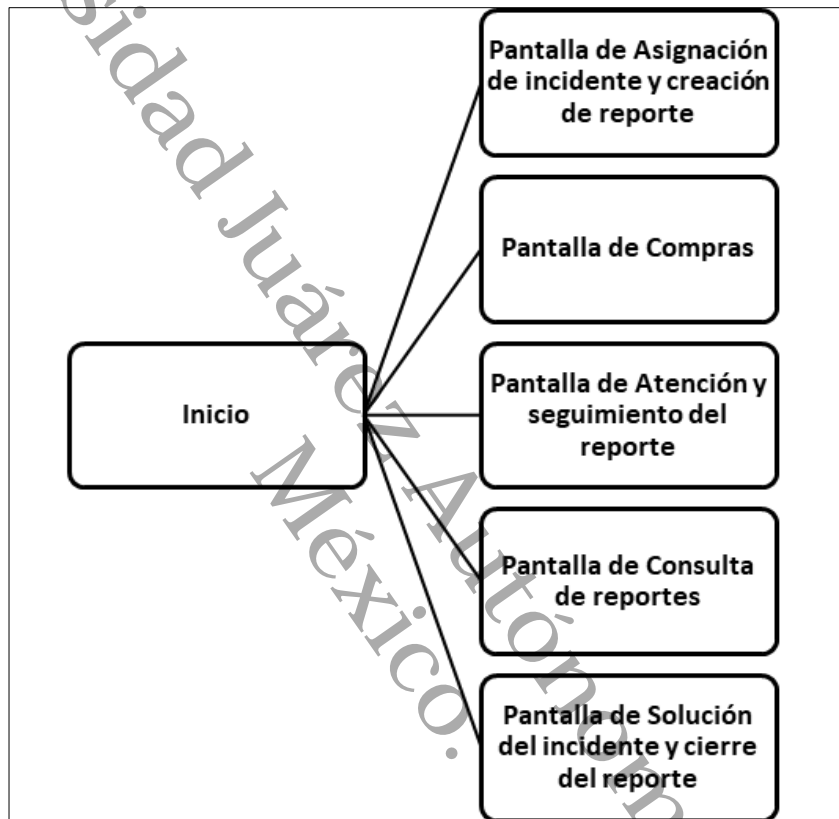 Pantalla de Asignación
de incidente y creación
de reporte
Pantalla de Compras
Inicio
Pantalla de Atención y
seguimiento del
reporte
Pantalla de Consulta
de reportes
Pantalla de Solución
del incidente y cierre
del reporte
sidad Juárez Autónom
México.